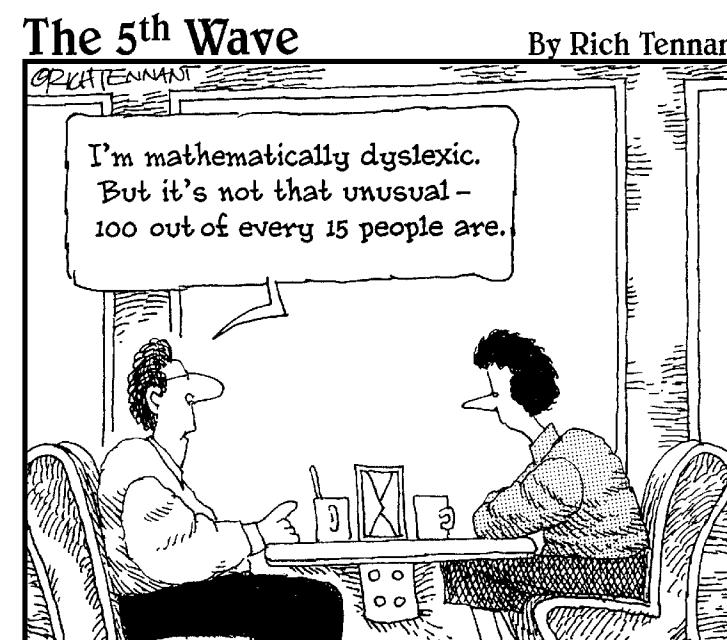 The 5th Wave
By Rich Tennan
©RICHTENNANT
I'm mathematically dyslexic.
But it's not that unusual –
100 out of every 15 people are.